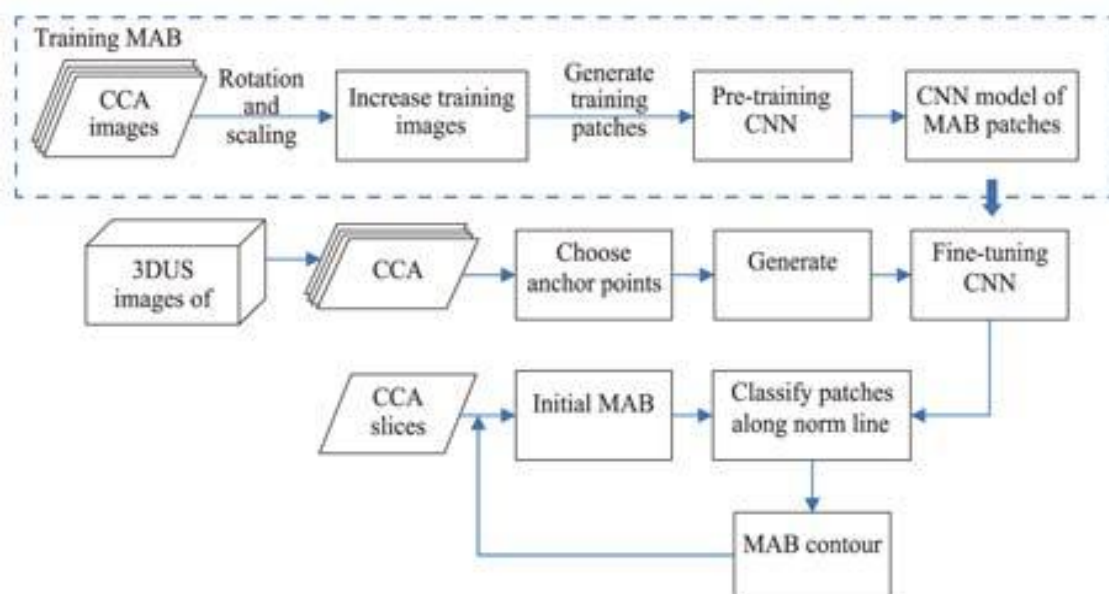 Training MAB
CCA
images
Rotation
and
scaling
Increase training
images
Generate
training
patches
Pre-training
CNN
CNN model of
MAB patches
3DUS
images of
CCA
Choose
anchor points
Generate
Fine-tuning
CNN
CCA
slices
Initial MAB
Classify patches
along norm line
MAB contour